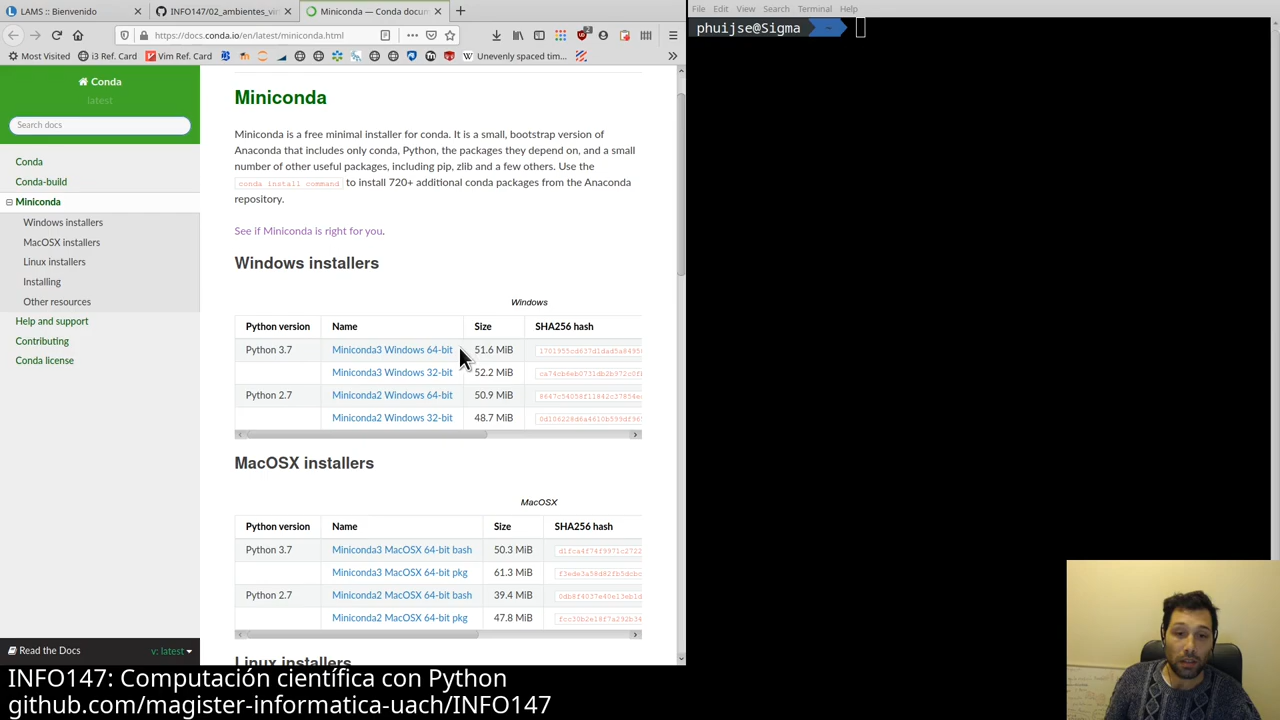 LAMS :: Bienvenido
INFO147/02_ambientes_vi
Miniconda — Conda docum
https://docs.conda.io/en/latest/miniconda.html
Most Visited
i3 Ref. Card
Vim Ref. Card
Unevenly spaced tim...
Conda
latest
Search docs
Conda
Conda-build
Miniconda
Windows installers
MacOSX installers
Linux installers
Installing
Other resources
Help and support
Contributing
Conda license
Read the Docs
v: latest
Miniconda
Miniconda is a free minimal installer for conda. It is a small, bootstrap version of
Anaconda that includes only conda, Python, the packages they depend on, and a small
number of other useful packages, including pip, zlib and a few others. Use the
conda install command to install 720+ additional conda packages from the Anaconda
repository.
See if Miniconda is right for you.
Windows installers
Windows
Python version Name Size SHA256 hash
Python 3.7 Miniconda3 Windows 64-bit 51.6 MiB
Miniconda3 Windows 32-bit 52.2 MiB
Python 2.7 Miniconda2 Windows 64-bit 50.9 MiB
Miniconda2 Windows 32-bit 48.7 MiB
MacOSX installers
MacOSX
Python version Name Size SHA256 hash
Python 3.7 Miniconda3 MacOSX 64-bit bash 50.3 MiB
Miniconda3 MacOSX 64-bit pkg 61.3 MiB
Python 2.7 Miniconda2 MacOSX 64-bit bash 39.4 MiB
Miniconda2 MacOSX 64-bit pkg 47.8 MiB
Linux installers
File Edit View Search Terminal Help
phuijse@Sigma ~
INFO147: Computación científica con Python
github.com/magister-informatica-uach/INFO147